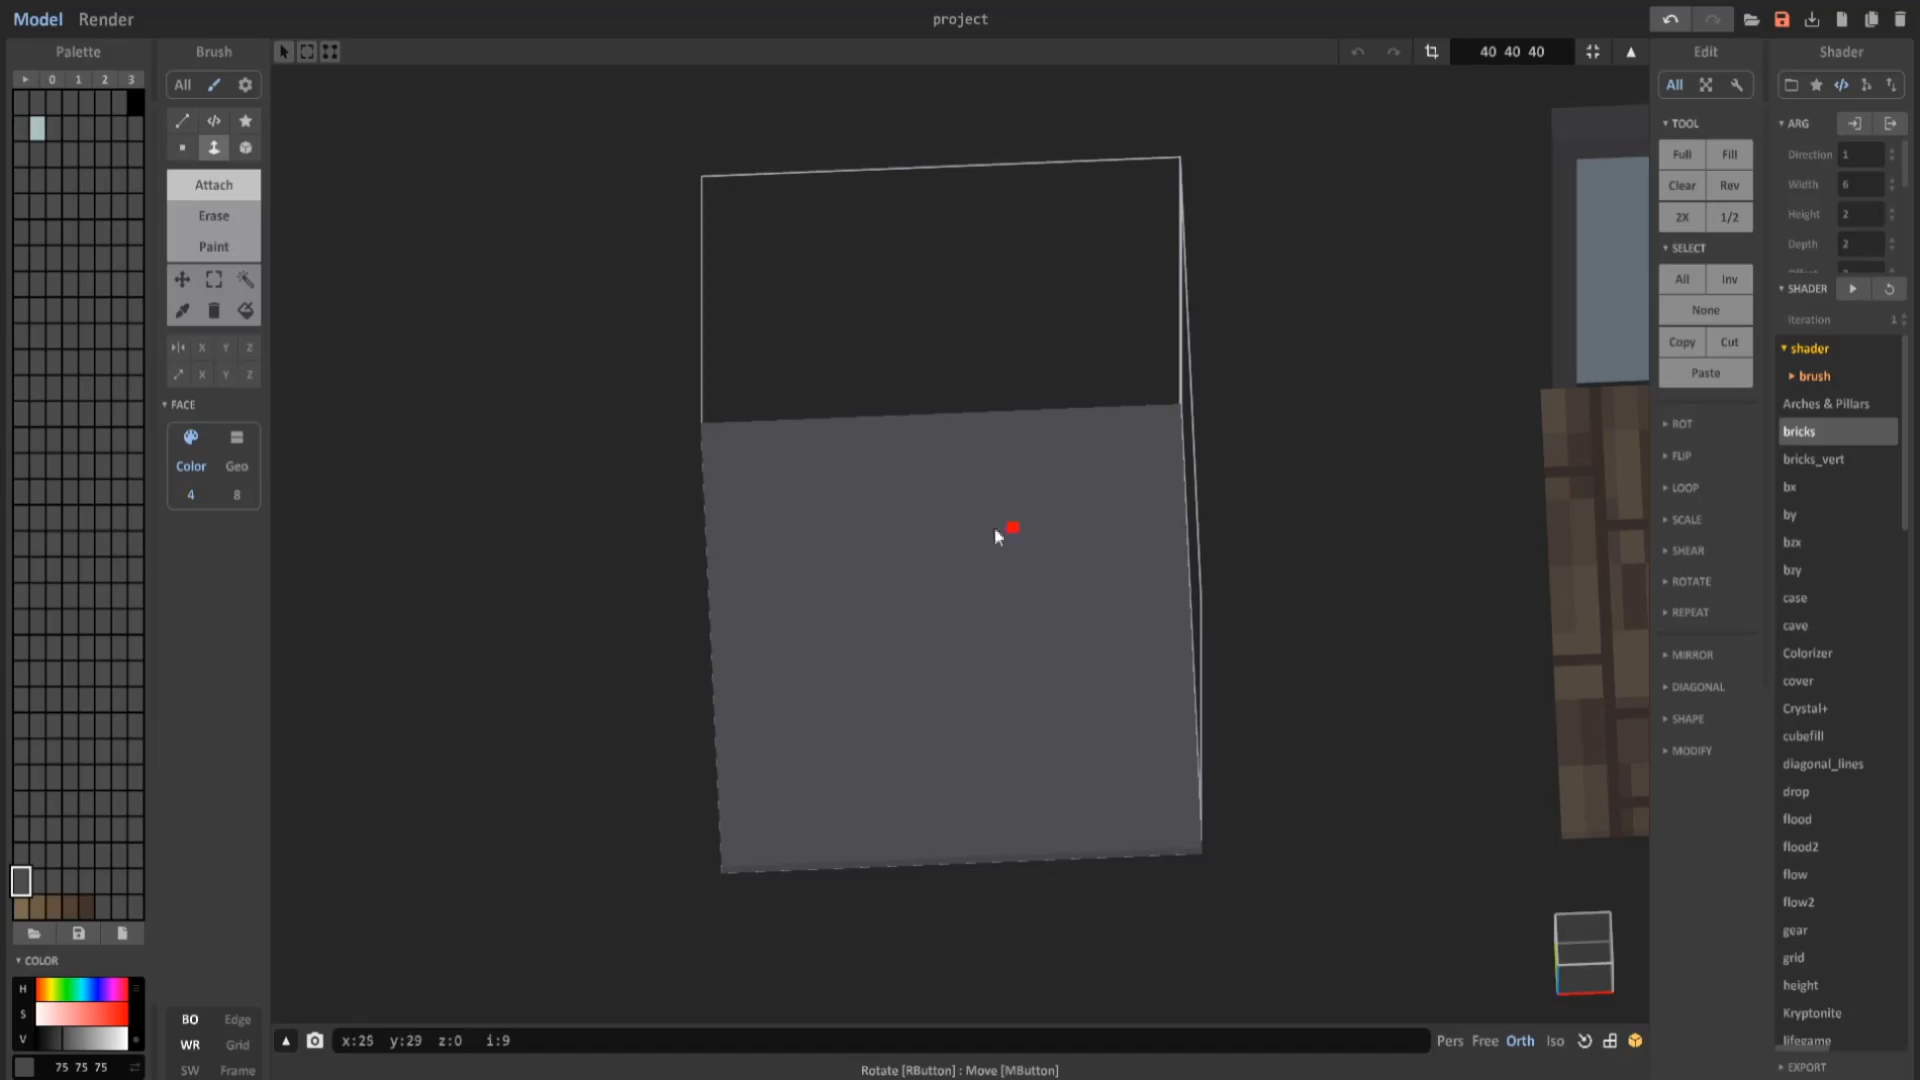 Model Render
project
Palette
Brush
40 40 40
Edit
Shader
0 1 2 3
All
All
ARG
TOOL
Full Fill
Direction 1
Attach
Clear Rev
Width 6
Erase
2X 1/2
Height 2
Paint
SELECT
Depth 2
All Inv
SHADER
None
Iteration 1
X Y Z
Copy Cut
shader
X Y Z
Paste
brush
FACE
Arches & Pillars
ROT
bricks
FLIP
bricks_vert
Color Geo
4 8
LOOP
bx
SCALE
by
SHEAR
bzx
ROTATE
bzy
REPEAT
case
cave
MIRROR
Colorizer
DIAGONAL
cover
SHAPE
Crystal+
MODIFY
cubefill
diagonal_lines
drop
flood
flood2
flow
flow2
gear
grid
height
Kryptonite
lifegame
EXPORT
COLOR
H
S
V
75 75 75
BO Edge
WR Grid
SW Frame
x:25 y:29 z:0 i:9
Pers Free Orth Iso
Rotate [RButton] : Move [MButton]